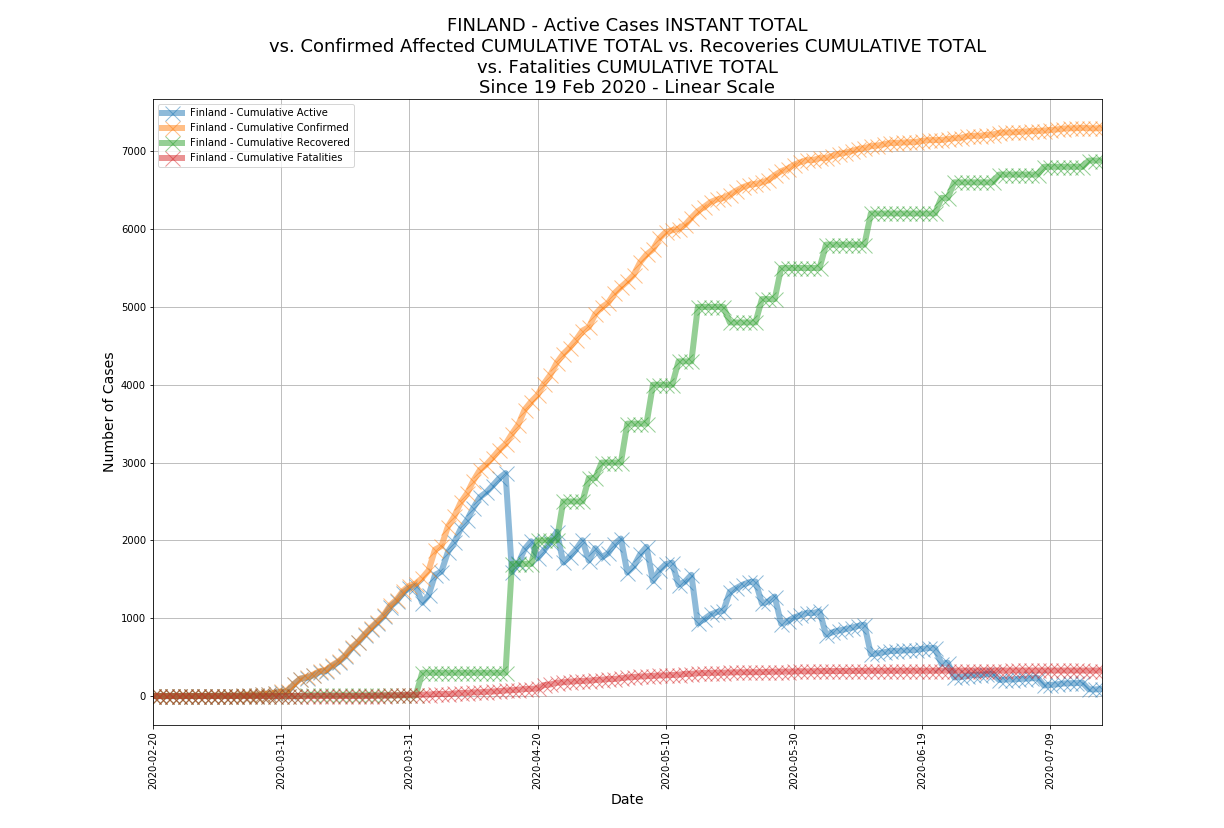 FINLAND - Active Cases INSTANT TOTAL
vs. Confirmed Affected CUMULATIVE TOTAL vs. Recoveries CUMULATIVE TOTAL
vs. Fatalities CUMULATIVE TOTAL
Since 19 Feb 2020 - Linear Scale
Finland - Cumulative Active
Finland - Cumulative Confirmed
Finland - Cumulative Recovered
Finland - Cumulative Fatalities
Number of Cases
7000
6000
5000
4000
3000
2000
1000
0
2020-02-20
2020-03-11
2020-03-31
2020-04-20
2020-05-10
2020-05-30
2020-06-19
2020-07-09
Date